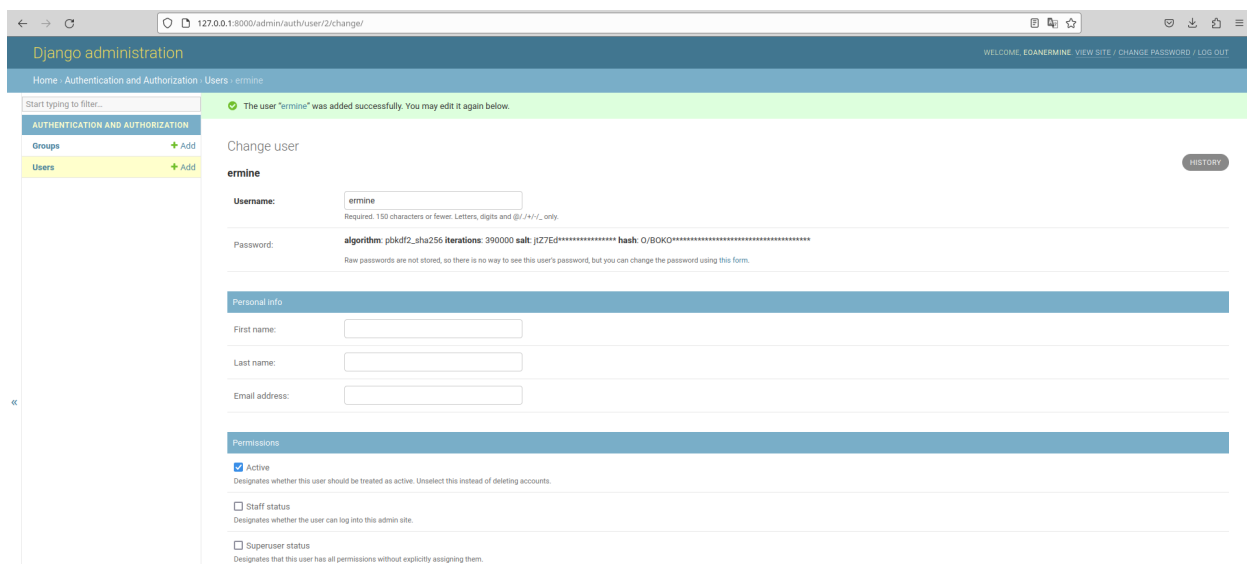 127.0.0.1:8000/admin/auth/user/2/change/
Django administration
WELCOME, EOANERMINE. VIEW SITE / CHANGE PASSWORD / LOG OUT
Home › Authentication and Authorization › Users › ermine
Start typing to filter...
The user "ermine" was added successfully. You may edit it again below.
AUTHENTICATION AND AUTHORIZATION
Groups + Add
Users + Add
Change user
HISTORY
ermine
Username: ermine
Required. 150 characters or fewer. Letters, digits and @/./+/-/_ only.
Password: algorithm: pbkdf2_sha256 iterations: 390000 salt: jtZ7Ed**************** hash: O/BOKO**************************************
Raw passwords are not stored, so there is no way to see this user's password, but you can change the password using this form.
Personal info
First name:
Last name:
Email address:
«
Permissions
Active
Designates whether this user should be treated as active. Unselect this instead of deleting accounts.
Staff status
Designates whether the user can log into this admin site.
Superuser status
Designates that this user has all permissions without explicitly assigning them.